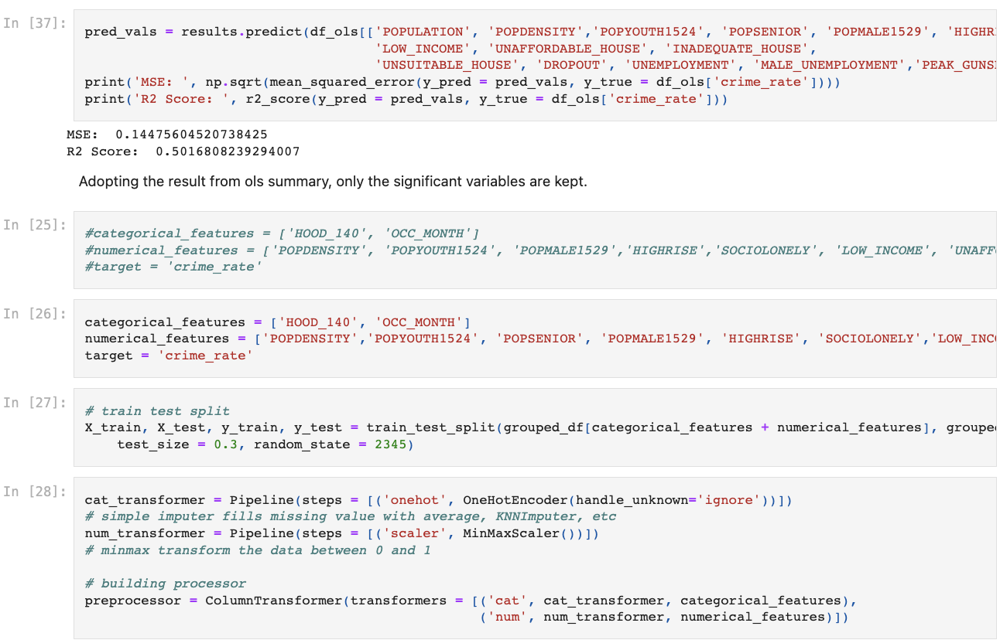 In [37]:
pred_vals = results.predict(df_ols[['POPULATION', 'POPDENSITY','POPYOUTH1524', 'POPSENIOR', 'POPMALE1529', 'HIGHR
'LOW_INCOME', 'UNAFFORDABLE_HOUSE', 'INADEQUATE_HOUSE',
'UNSUITABLE_HOUSE', 'DROPOUT', 'UNEMPLOYMENT', 'MALE_UNEMPLOYMENT','PEAK_GUNS
print('MSE: ', np.sqrt(mean_squared_error(y_pred = pred_vals, y_true = df_ols['crime_rate'])))
print('R2 Score: ', r2_score(y_pred = pred_vals, y_true = df_ols['crime_rate']))
MSE:  0.14475604520738425
R2 Score:  0.5016808239294007
Adopting the result from ols summary, only the significant variables are kept.
In [25]:
#categorical_features = ['HOOD_140', 'OCC_MONTH']
#numerical_features = ['POPDENSITY', 'POPYOUTH1524', 'POPMALE1529','HIGHRISE','SOCIOLONELY', 'LOW_INCOME', 'UNAFF
#target = 'crime_rate'
In [26]:
categorical_features = ['HOOD_140', 'OCC_MONTH']
numerical_features = ['POPDENSITY','POPYOUTH1524', 'POPSENIOR', 'POPMALE1529', 'HIGHRISE', 'SOCIOLONELY','LOW_INC
target = 'crime_rate'
In [27]:
# train test split
X_train, X_test, y_train, y_test = train_test_split(grouped_df[categorical_features + numerical_features], groupe
test_size = 0.3, random_state = 2345)
In [28]:
cat_transformer = Pipeline(steps = [('onehot', OneHotEncoder(handle_unknown='ignore'))])
# simple imputer fills missing value with average, KNNImputer, etc
num_transformer = Pipeline(steps = [('scaler', MinMaxScaler())])
# minmax transform the data between 0 and 1
# building processor
preprocessor = ColumnTransformer(transformers = [('cat', cat_transformer, categorical_features),
('num', num_transformer, numerical_features)])